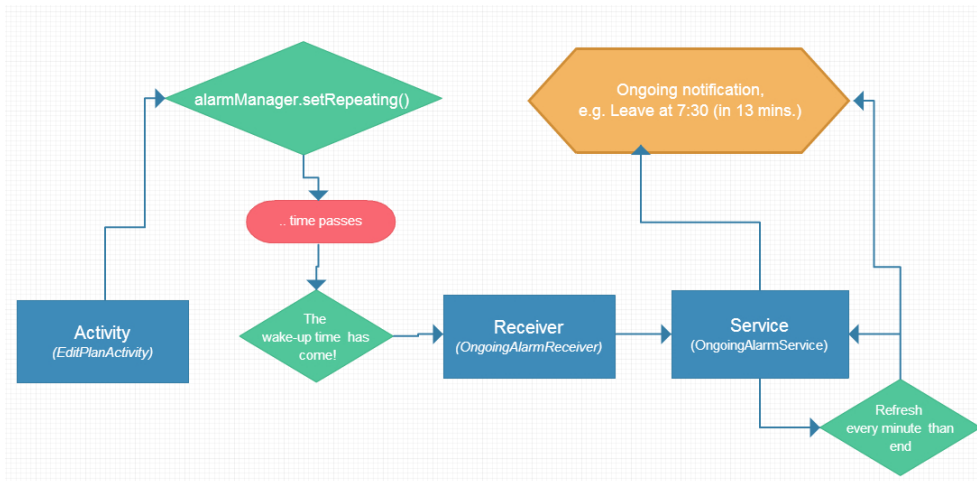 alarmManager.setRepeating()
Ongoing notification,
e.g. Leave at 7:30 (in 13 mins.)
.. time passes
Activity
(EditPlanActivity)
The
wake-up time has
come!
Receiver
(OngoingAlarmReceiver)
Service
(OngoingAlarmService)
Refresh
every minute than
end